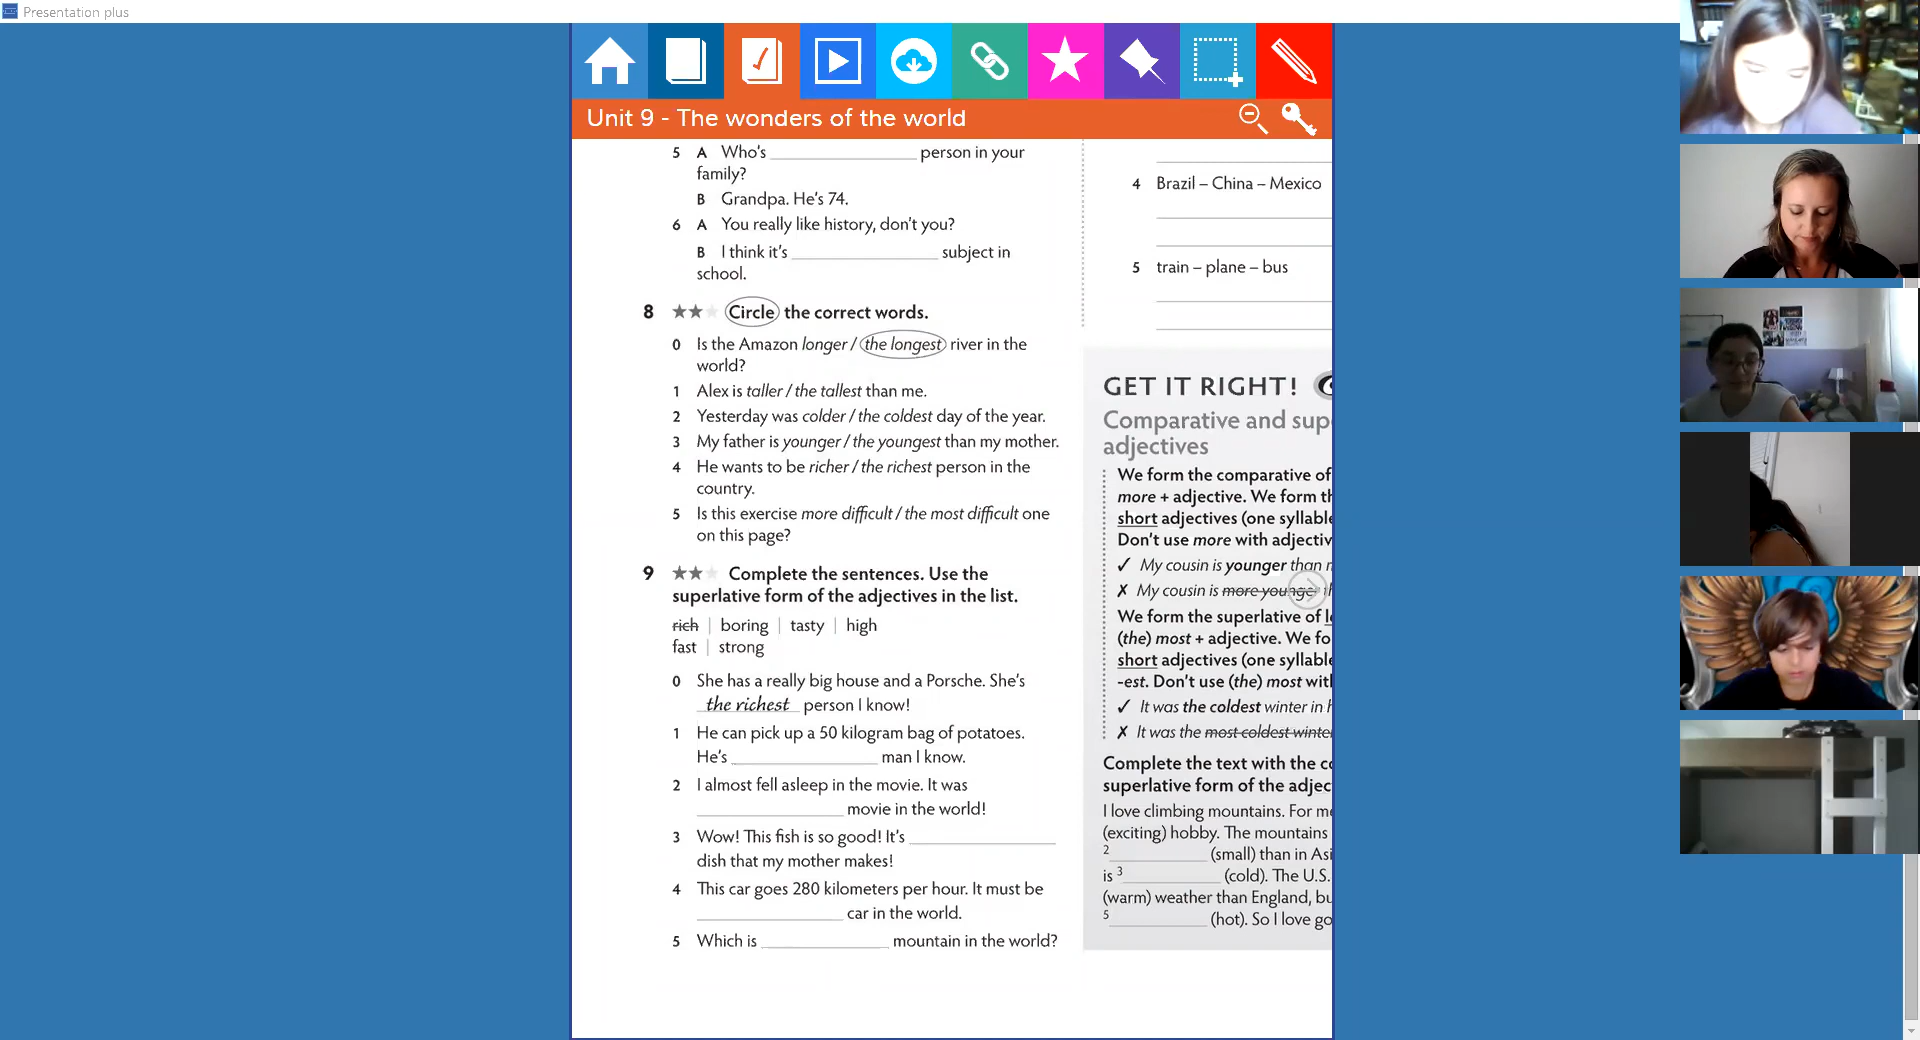 Presentation plus
Unit 9 - The wonders of the world
5 A Who's ____________ person in your
family?
B Grandpa. He's 74.
6 A You really like history, don't you?
B I think it's ____________ subject in
school.
8 Circle the correct words.
0 Is the Amazon longer / the longest river in the
world?
1 Alex is taller / the tallest than me.
2 Yesterday was colder / the coldest day of the year.
3 My father is younger / the youngest than my mother.
4 He wants to be richer / the richest person in the
country.
5 Is this exercise more difficult / the most difficult one
on this page?
9 Complete the sentences. Use the
superlative form of the adjectives in the list.
rich | boring | tasty | high
fast | strong
0 She has a really big house and a Porsche. She's
the richest person I know!
1 He can pick up a 50 kilogram bag of potatoes.
He's ____________ man I know.
2 I almost fell asleep in the movie. It was
____________ movie in the world!
3 Wow! This fish is so good! It's ____________
dish that my mother makes!
4 This car goes 280 kilometers per hour. It must be
____________ car in the world.
5 Which is ____________ mountain in the world?
4 Brazil – China – Mexico
5 train – plane – bus
GET IT RIGHT!
Comparative and sup
adjectives
We form the comparative of
more + adjective. We form th
short adjectives (one syllable
Don't use more with adjectiv
✓ My cousin is younger than
✗ My cousin is more younger
We form the superlative of
(the) most + adjective. We fo
short adjectives (one syllable
-est. Don't use (the) most wit
✓ It was the coldest winter in
✗ It was the most coldest winter
Complete the text with the co
superlative form of the adjec
I love climbing mountains. For me
(exciting) hobby. The mountains
2 ____________ (small) than in Asi
is 3 ____________ (cold). The U.S.
(warm) weather than England, bu
5 ____________ (hot). So I love go